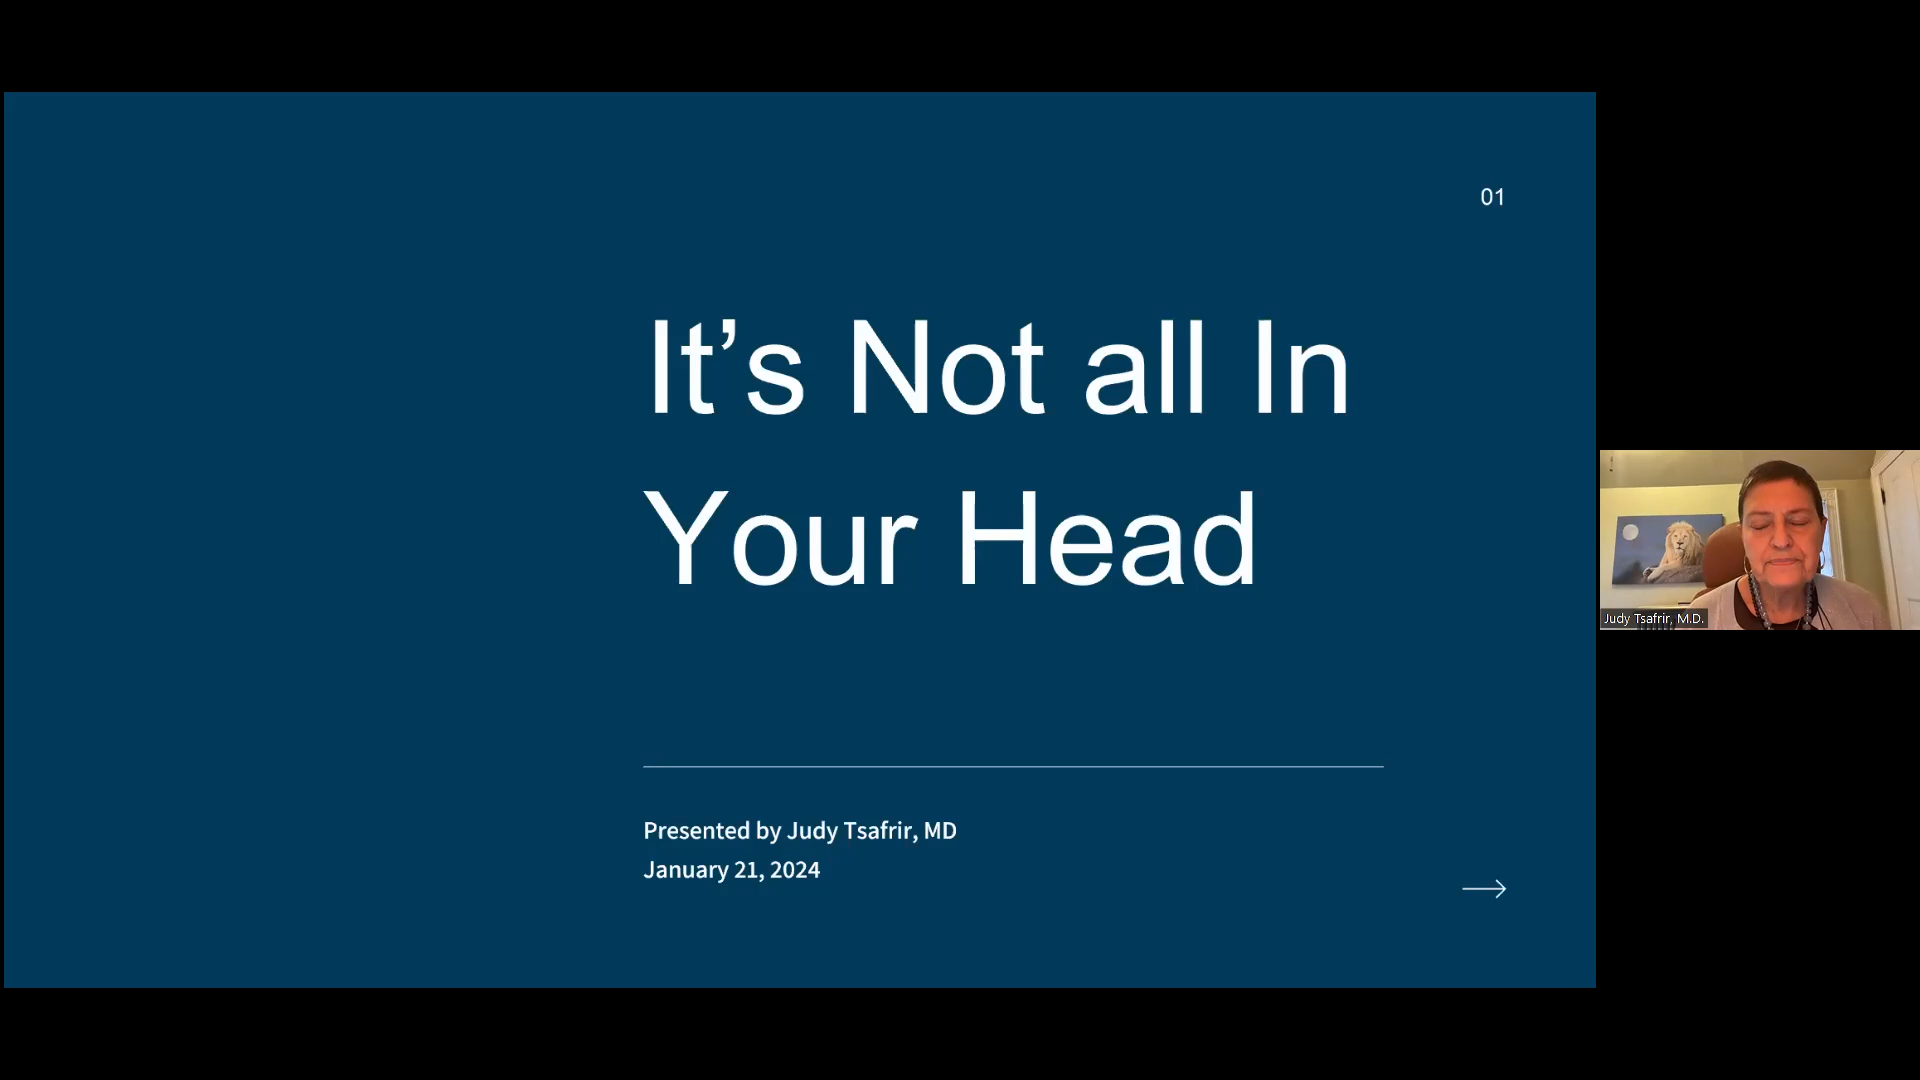 01
It’s Not all In
Your Head
Presented by Judy Tsafrir, MD
January 21, 2024
Judy Tsafrir, M.D.